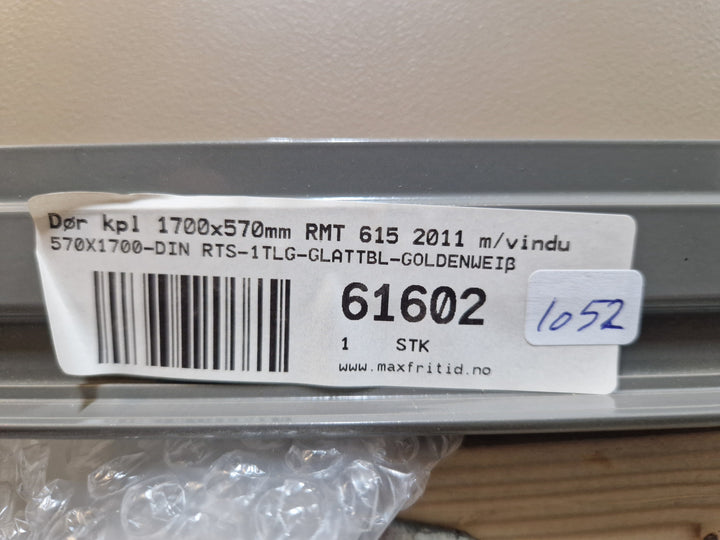 Dør kpl 1700x570mm RMT 615 2011 m/vindu
570X1700-DIN RTS-1TLG-GLATTBL-GOLDENWEIß
61602
1052
1 STK
www.maxfritid.no